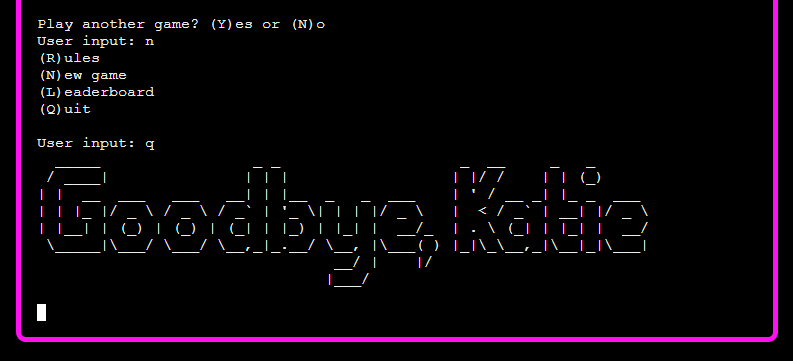 Play another game? (Y)es or (N)o
User input: n
(R)ules
(N)ew game
(L)eaderboard
(Q)uit
User input: q
Goodbye, Katie